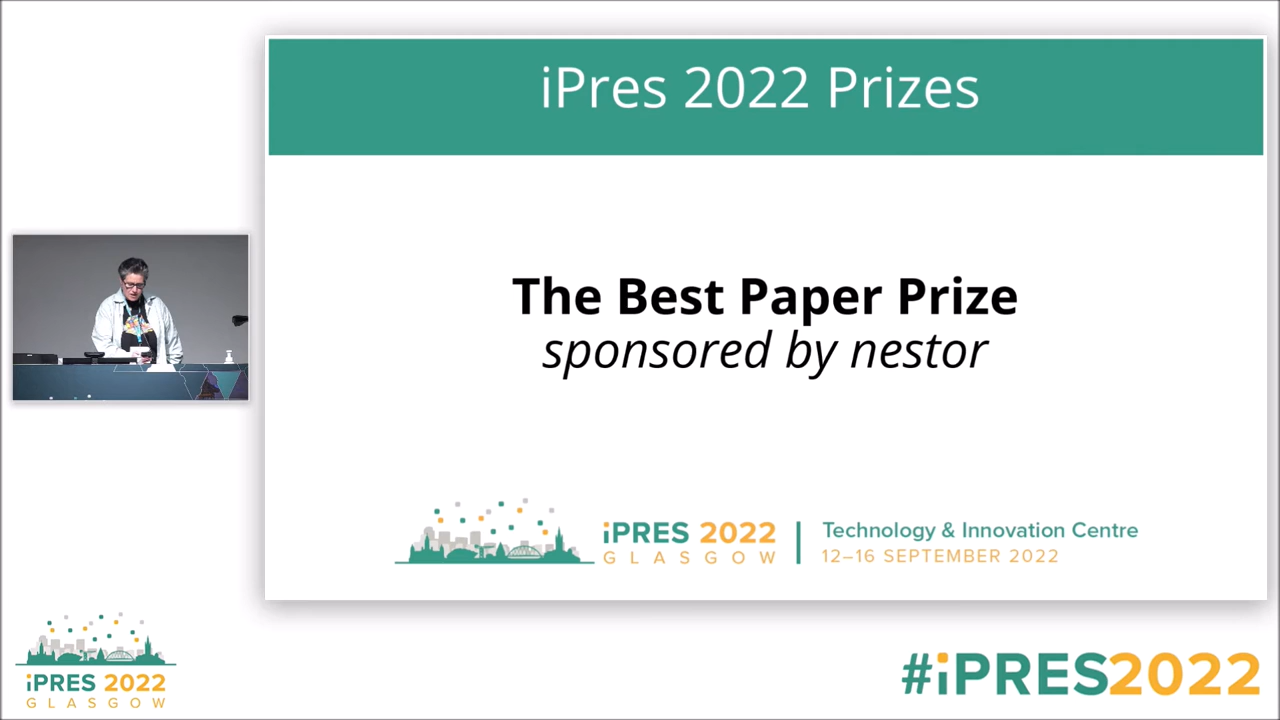 iPres 2022 Prizes
The Best Paper Prize
sponsored by nestor
iPRES 2022
GLASGOW
Technology & Innovation Centre
12–16 SEPTEMBER 2022
iPRES 2022
GLASGOW
#iPRES2022